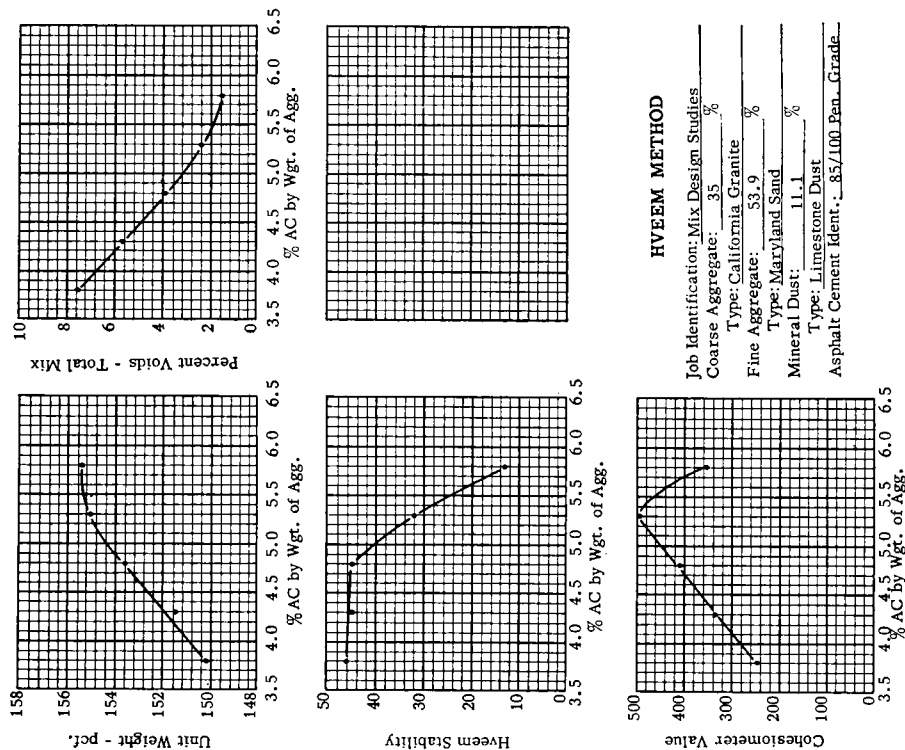 158
156
154
152
150
148
Unit Weight - pcf.
3.5 4.0 4.5 5.0 5.5 6.0 6.5
% AC by Wgt. of Agg.
10
8
6
4
2
0
Percent Voids - Total Mix
3.5 4.0 4.5 5.0 5.5 6.0 6.5
% AC by Wgt. of Agg.
50
40
30
20
10
0
Hveem Stability
3.5 4.0 4.5 5.0 5.5 6.0 6.5
% AC by Wgt. of Agg.
500
400
300
200
100
0
Cohesiometer Value
3.5 4.0 4.5 5.0 5.5 6.0 6.5
% AC by Wgt. of Agg.
HVEEM METHOD
Job Identification: Mix Design Studies
Coarse Aggregate: 35 %
Type: California Granite
Fine Aggregate: 53.9 %
Type: Maryland Sand
Mineral Dust: 11.1 %
Type: Limestone Dust
Asphalt Cement Ident.: 85/100 Pen. Grade